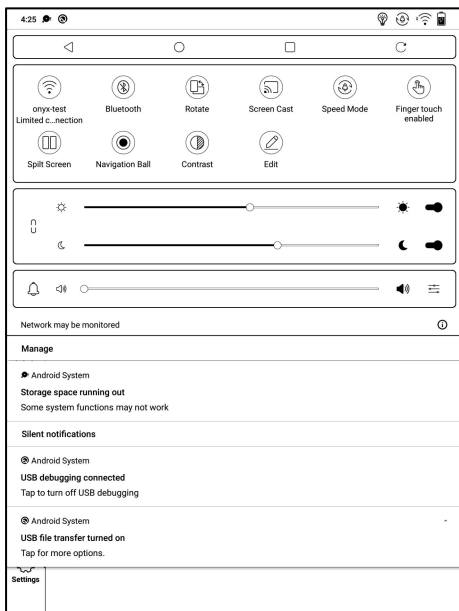 4:25
onyx-test
Limited c...nection
Bluetooth
Rotate
Screen Cast
Speed Mode
Finger touch
enabled
Spilt Screen
Navigation Ball
Contrast
Edit
Network may be monitored
Manage
Android System
Storage space running out
Some system functions may not work
Silent notifications
Android System
USB debugging connected
Tap to turn off USB debugging
Android System
USB file transfer turned on
Tap for more options.
Settings